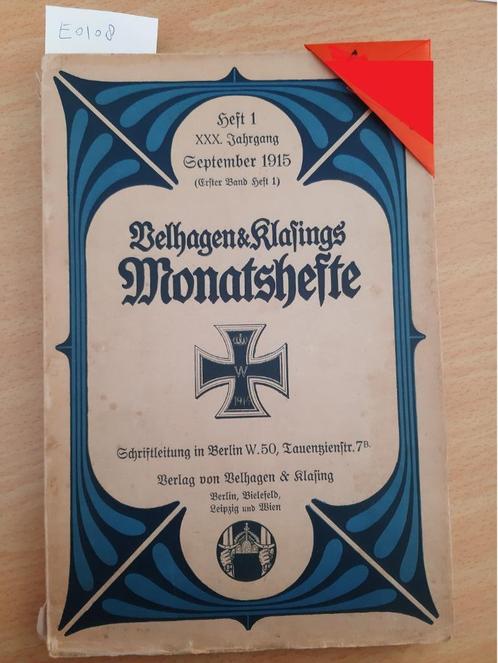 E0108
Heft 1
XXX. Jahrgang
September 1915
(Erster Band Heft 1)
Velhagen & Klasings
Monatshefte
W
1914
Schriftleitung in Berlin W. 50, Tauentzienstr. 7B.
Verlag von Velhagen & Klasing
Berlin, Bielefeld,
Leipzig und Wien